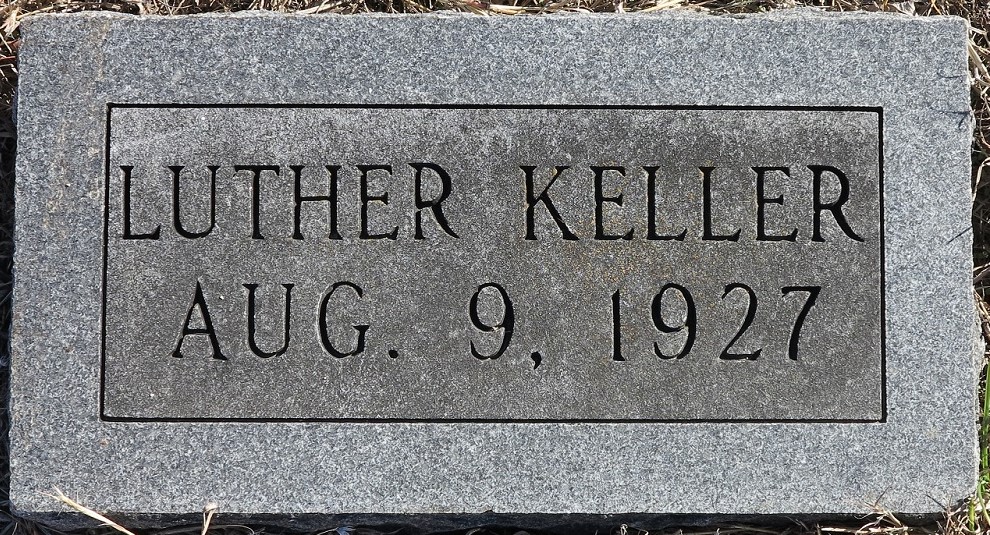 LUTHER KELLER
AUG. 9, 1927